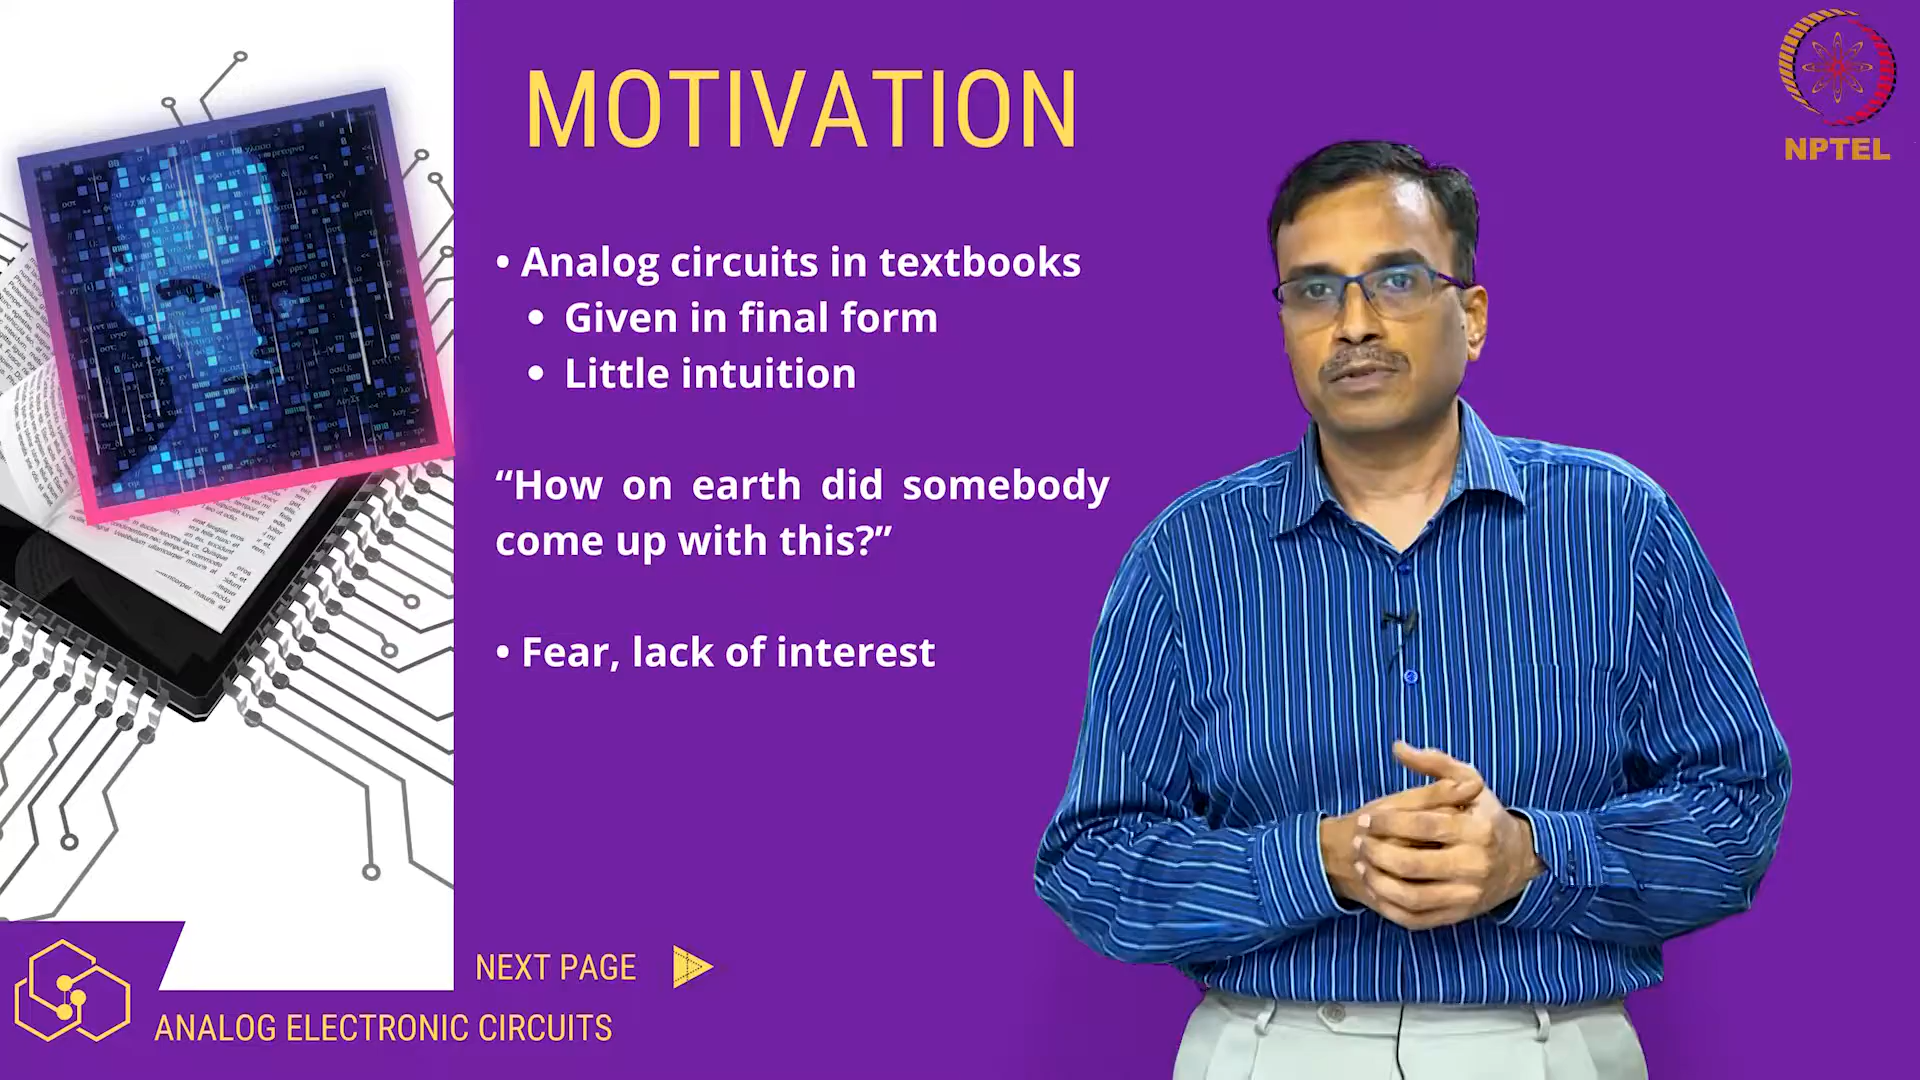 MOTIVATION
NPTEL
• Analog circuits in textbooks
• Given in final form
• Little intuition
“How on earth did somebody
come up with this?”
• Fear, lack of interest
NEXT PAGE
ANALOG ELECTRONIC CIRCUITS